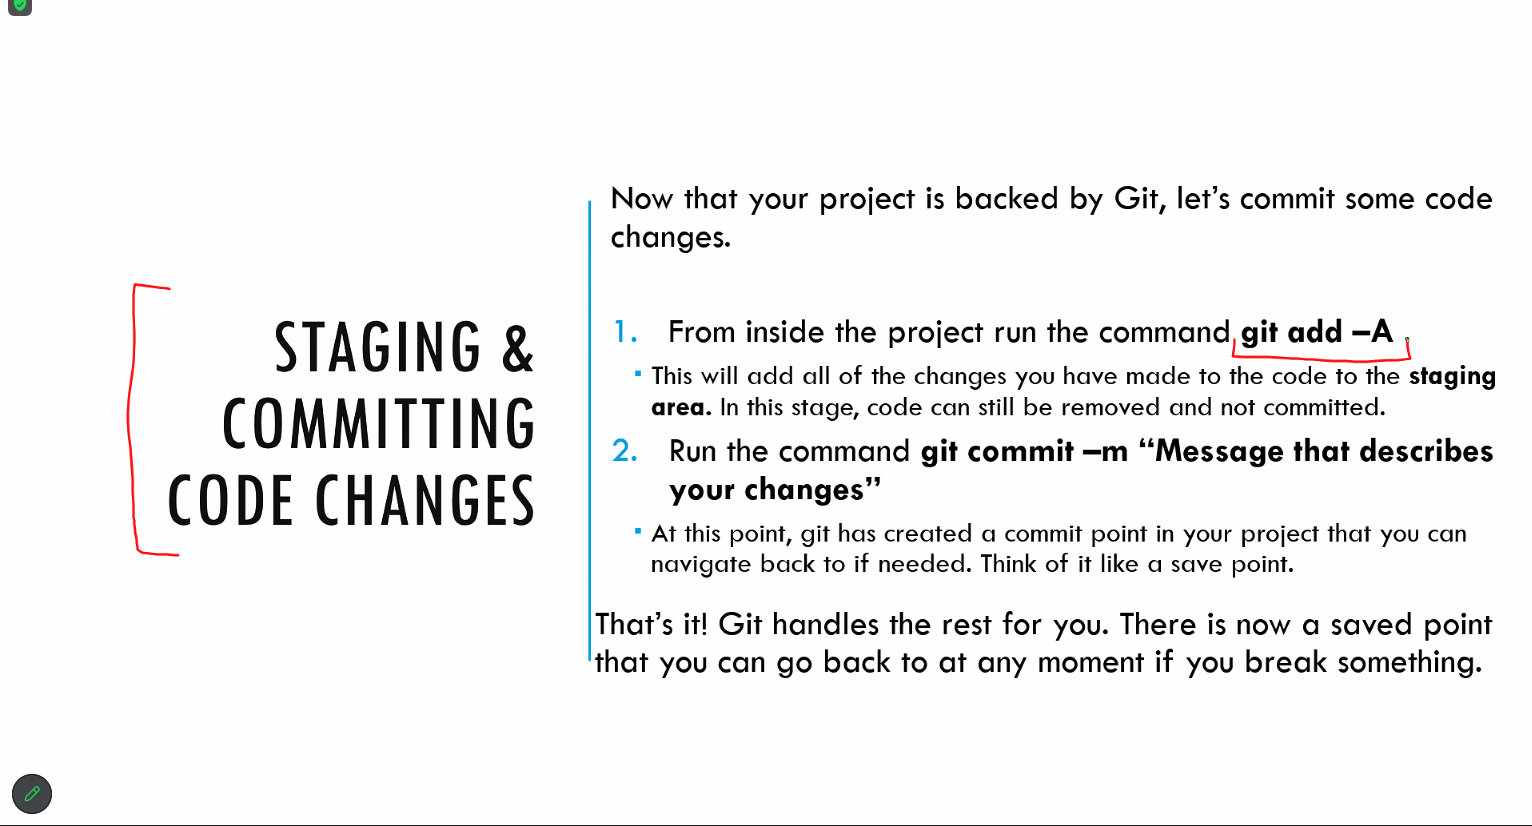 STAGING &
COMMITTING
CODE CHANGES
Now that your project is backed by Git, let’s commit some code
changes.
1. From inside the project run the command git add –A .
▪ This will add all of the changes you have made to the code to the staging
area. In this stage, code can still be removed and not committed.
2. Run the command git commit –m “Message that describes
your changes”
▪ At this point, git has created a commit point in your project that you can
navigate back to if needed. Think of it like a save point.
That’s it! Git handles the rest for you. There is now a saved point
that you can go back to at any moment if you break something.